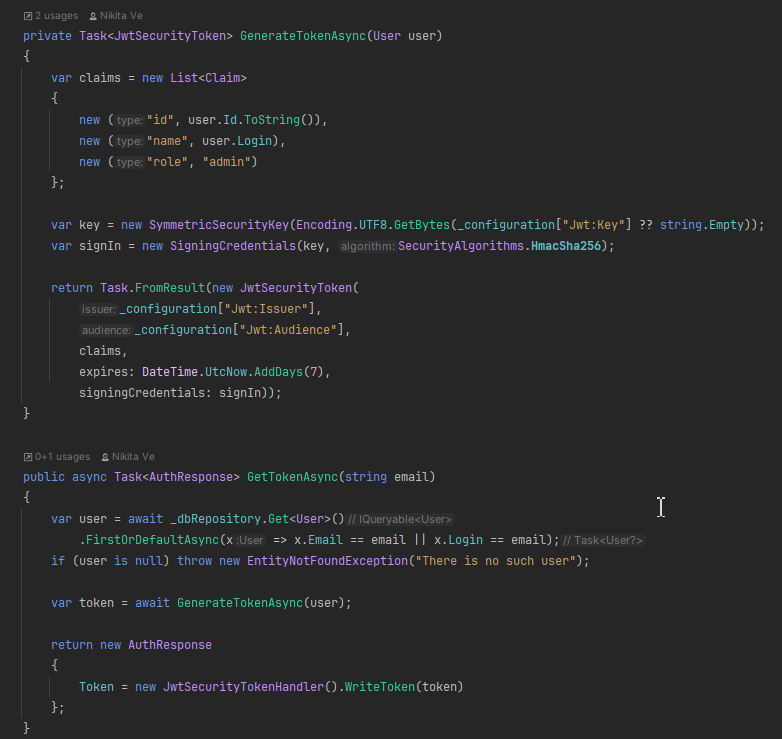 2 usages Nikita Ve
private Task<JwtSecurityToken> GenerateTokenAsync(User user)
{
var claims = new List<Claim>
{
new (type: "id", user.Id.ToString()),
new (type: "name", user.Login),
new (type: "role", "admin")
};
var key = new SymmetricSecurityKey(Encoding.UTF8.GetBytes(_configuration["Jwt:Key"] ?? string.Empty));
var signIn = new SigningCredentials(key, algorithm: SecurityAlgorithms.HmacSha256);
return Task.FromResult(new JwtSecurityToken(
issuer: _configuration["Jwt:Issuer"],
audience: _configuration["Jwt:Audience"],
claims,
expires: DateTime.UtcNow.AddDays(7),
signingCredentials: signIn));
}
0+1 usages Nikita Ve
public async Task<AuthResponse> GetTokenAsync(string email)
{
var user = await _dbRepository.Get<User>() // IQueryable<User>
.FirstOrDefaultAsync(x :User => x.Email == email || x.Login == email); // Task<User?>
if (user is null) throw new EntityNotFoundException("There is no such user");
var token = await GenerateTokenAsync(user);
return new AuthResponse
{
Token = new JwtSecurityTokenHandler().WriteToken(token)
};
}